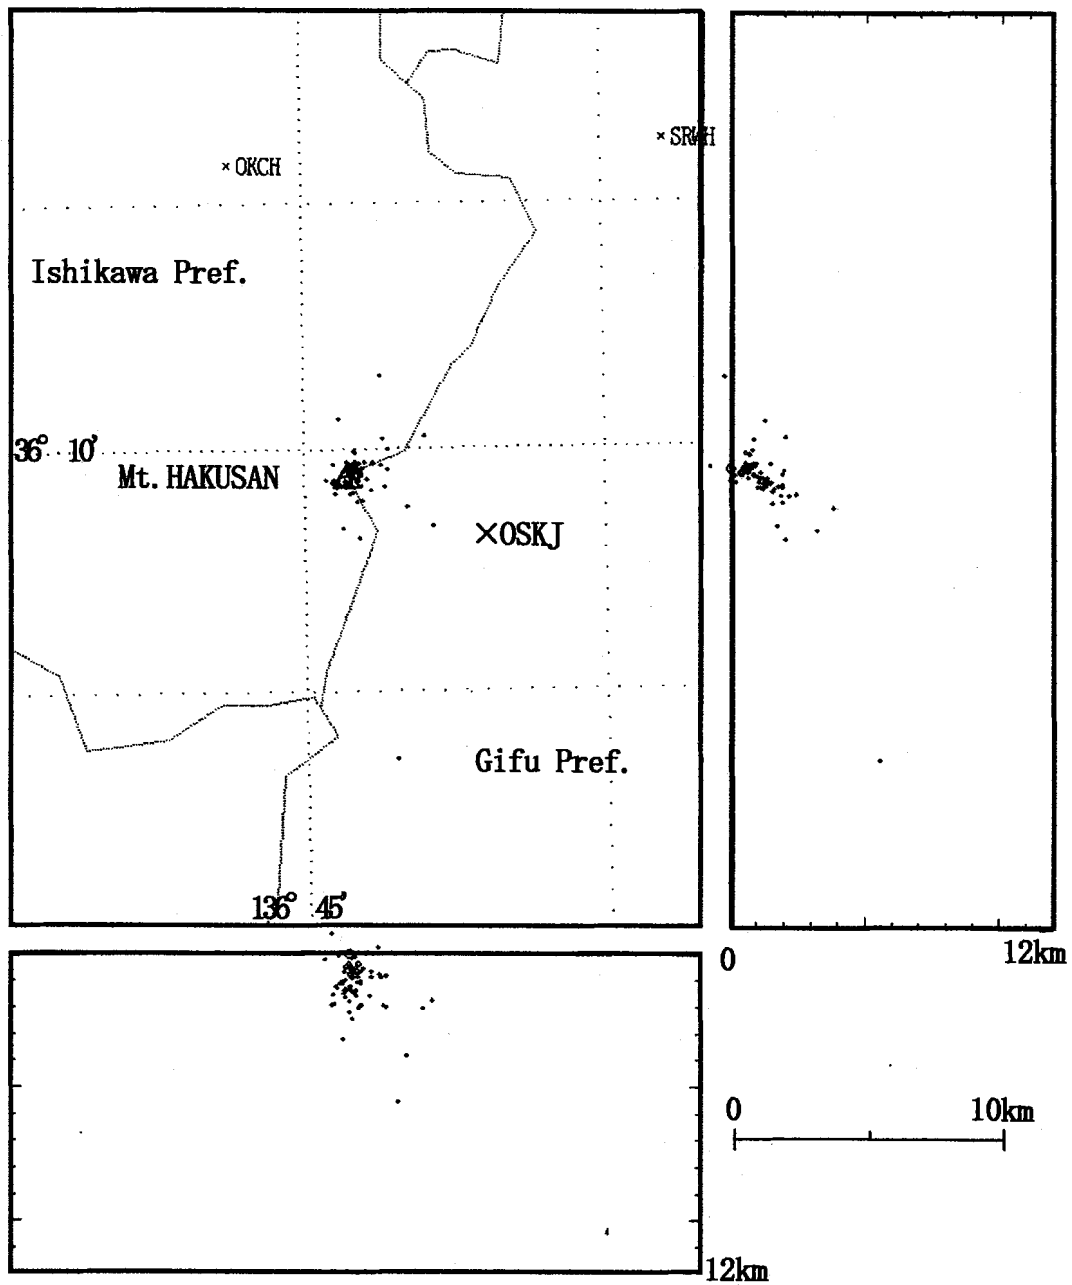 × SRWH
× OKCH
Ishikawa Pref.
36° 10'
Mt. HAKUSAN
×OSKJ
Gifu Pref.
136° 45'
0
12km
0
10km
12km